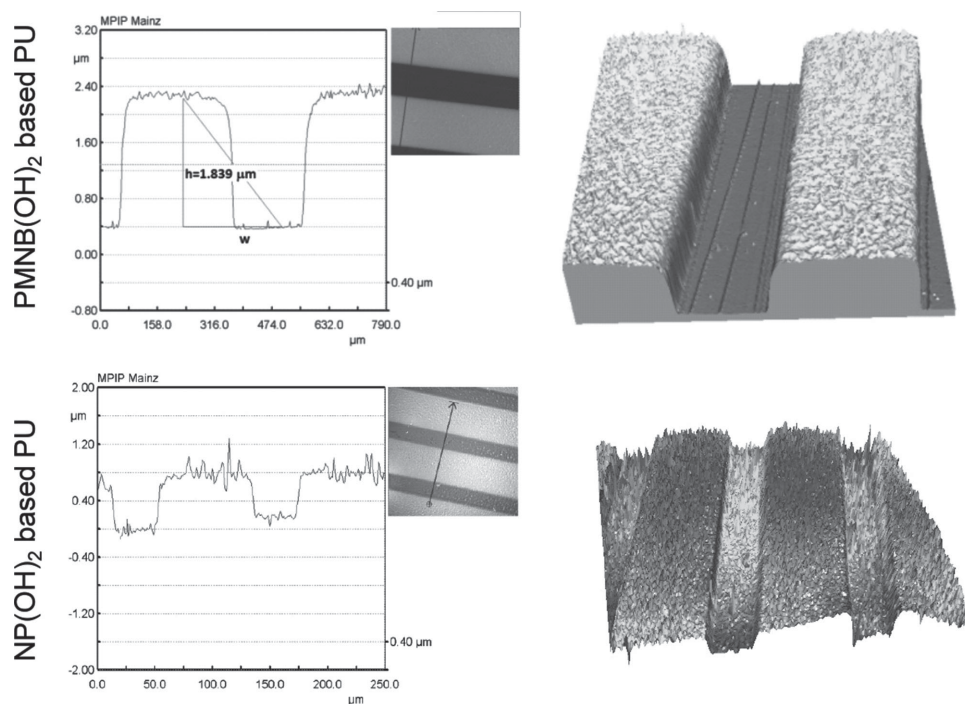 PMNB(OH)₂ based PU
MPIP Mainz
3.20
µm
2.40
1.60
0.80
0.00
-0.80
h=1.839 µm
w
0.40 µm
0.0 158.0 316.0 474.0 632.0 790.0
µm
NP(OH)₂ based PU
MPIP Mainz
2.00
µm
1.20
0.40
-0.40
-1.20
-2.00
0.40 µm
0.0 50.0 100.0 150.0 200.0 250.0
µm